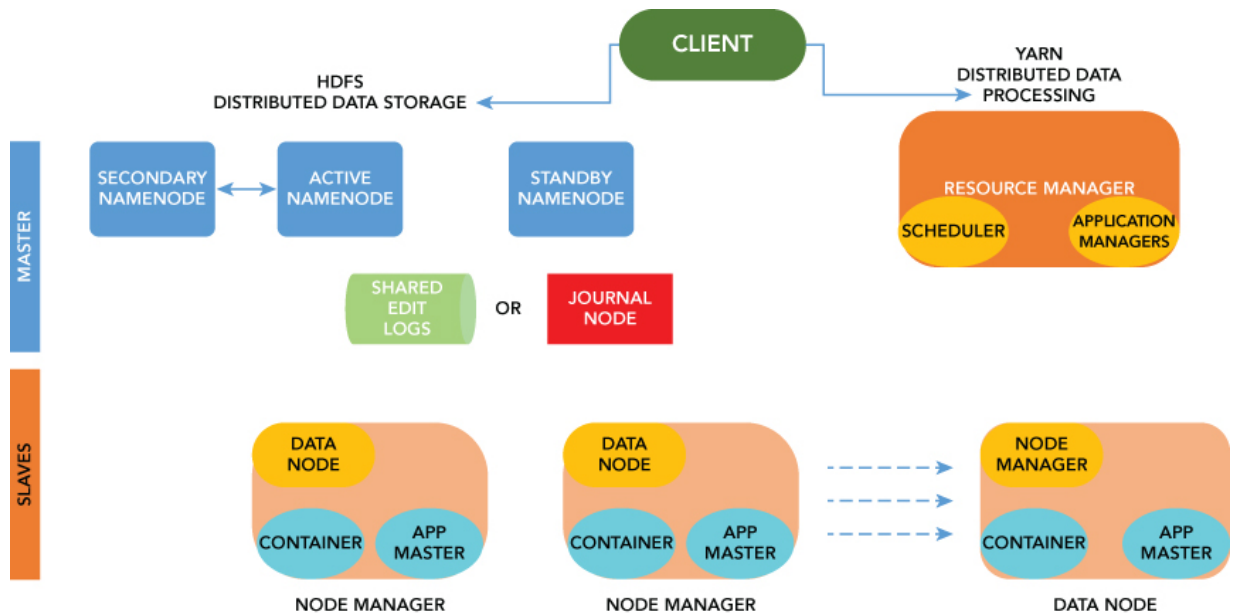 CLIENT
HDFS
DISTRIBUTED DATA STORAGE
YARN
DISTRIBUTED DATA
PROCESSING
MASTER
SECONDARY
NAMENODE
ACTIVE
NAMENODE
STANDBY
NAMENODE
RESOURCE MANAGER
SCHEDULER
APPLICATION
MANAGERS
SHARED
EDIT
LOGS
OR
JOURNAL
NODE
SLAVES
DATA
NODE
CONTAINER
APP
MASTER
NODE MANAGER
DATA
NODE
CONTAINER
APP
MASTER
NODE MANAGER
NODE
MANAGER
CONTAINER
APP
MASTER
DATA NODE